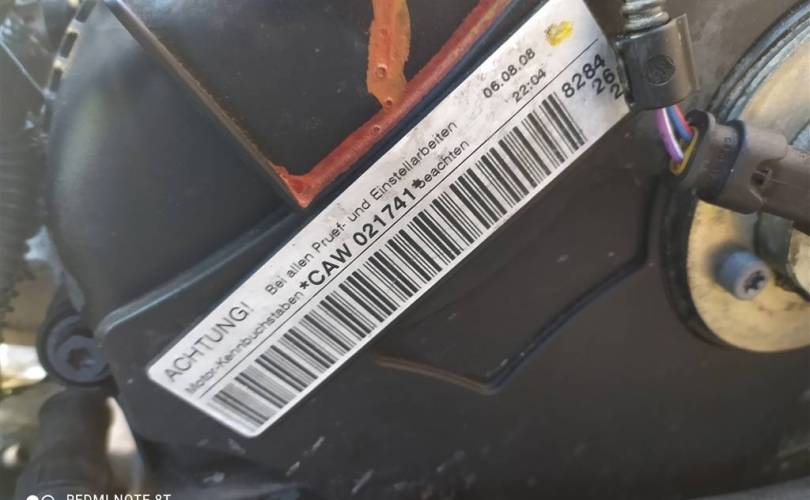 ACHTUNG! Bei allen Pruef- und Einstellarbeiten 06.08.08
Motor-Kennbuchstaben *CAW 021741* beachten 22:04
8284
26
REDMI NOTE 8T